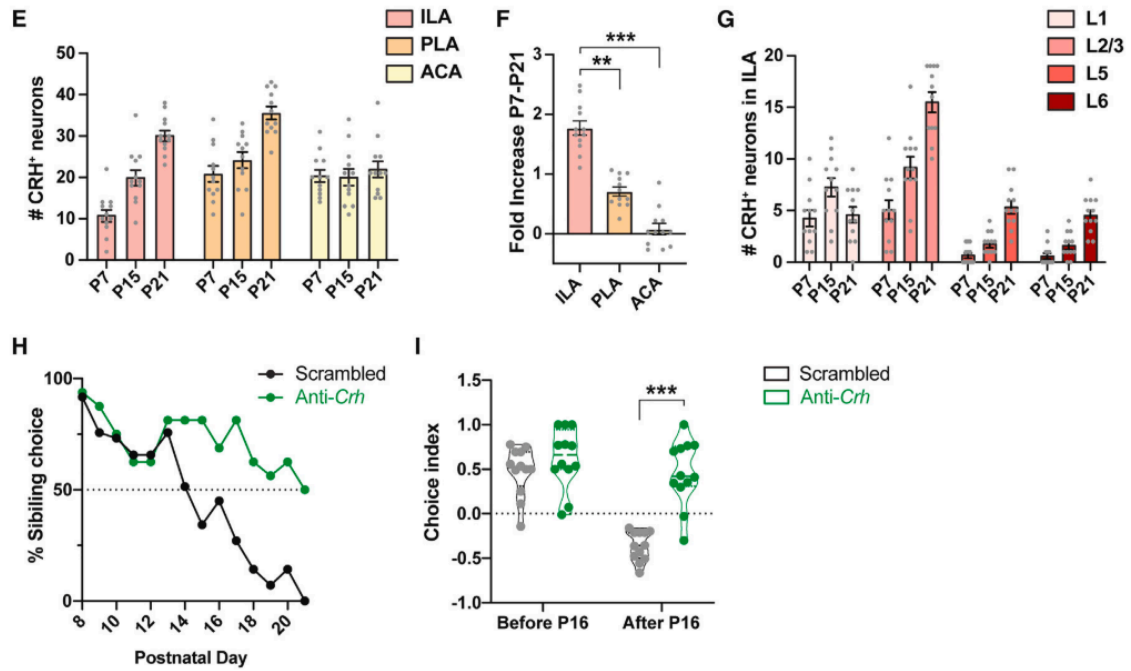 E
ILA
PLA
ACA
# CRH⁺ neurons
50
40
30
20
10
0
P7 P15 P21 P7 P15 P21 P7 P15 P21
F
Fold Increase P7-P21
3
2
1
0
***
**
ILA PLA ACA
G
L1
L2/3
L5
L6
# CRH⁺ neurons in ILA
20
15
10
5
0
P7 P15 P21 P7 P15 P21 P7 P15 P21 P7 P15 P21
H
Scrambled
Anti-Crh
% Sibiling choice
100
50
0
8 10 12 14 16 18 20
Postnatal Day
I
Scrambled
Anti-Crh
Choice index
1.5
1.0
0.5
0.0
-0.5
-1.0
***
Before P16 After P16